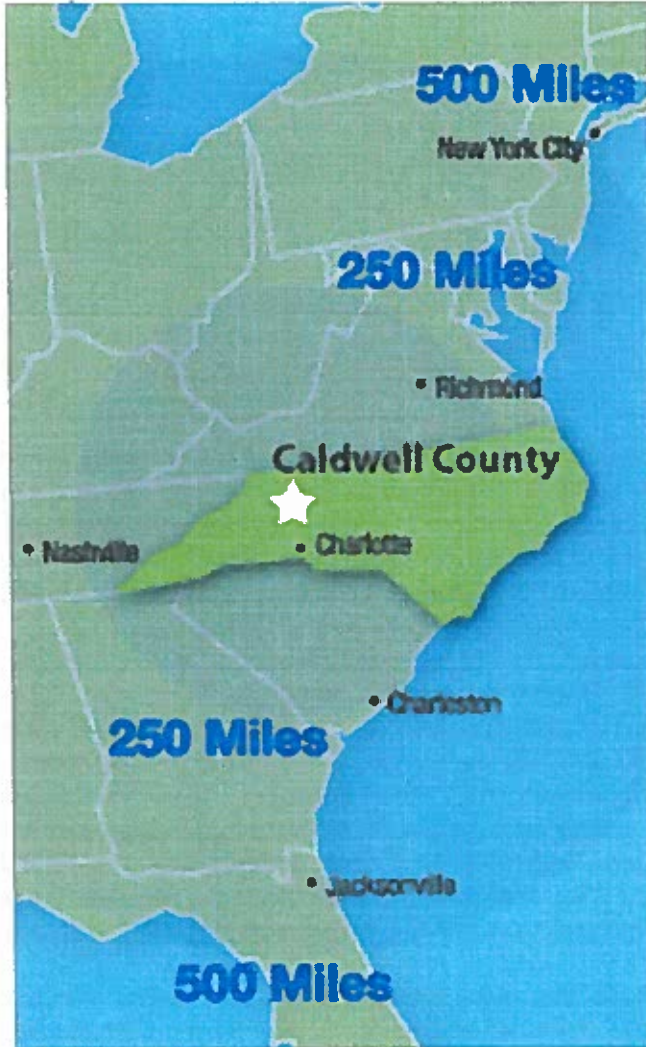 500 Miles
New York City
250 Miles
Richmond
Caldwell County
Charlotte
Nashville
Charleston
250 Miles
Jacksonville
500 Miles